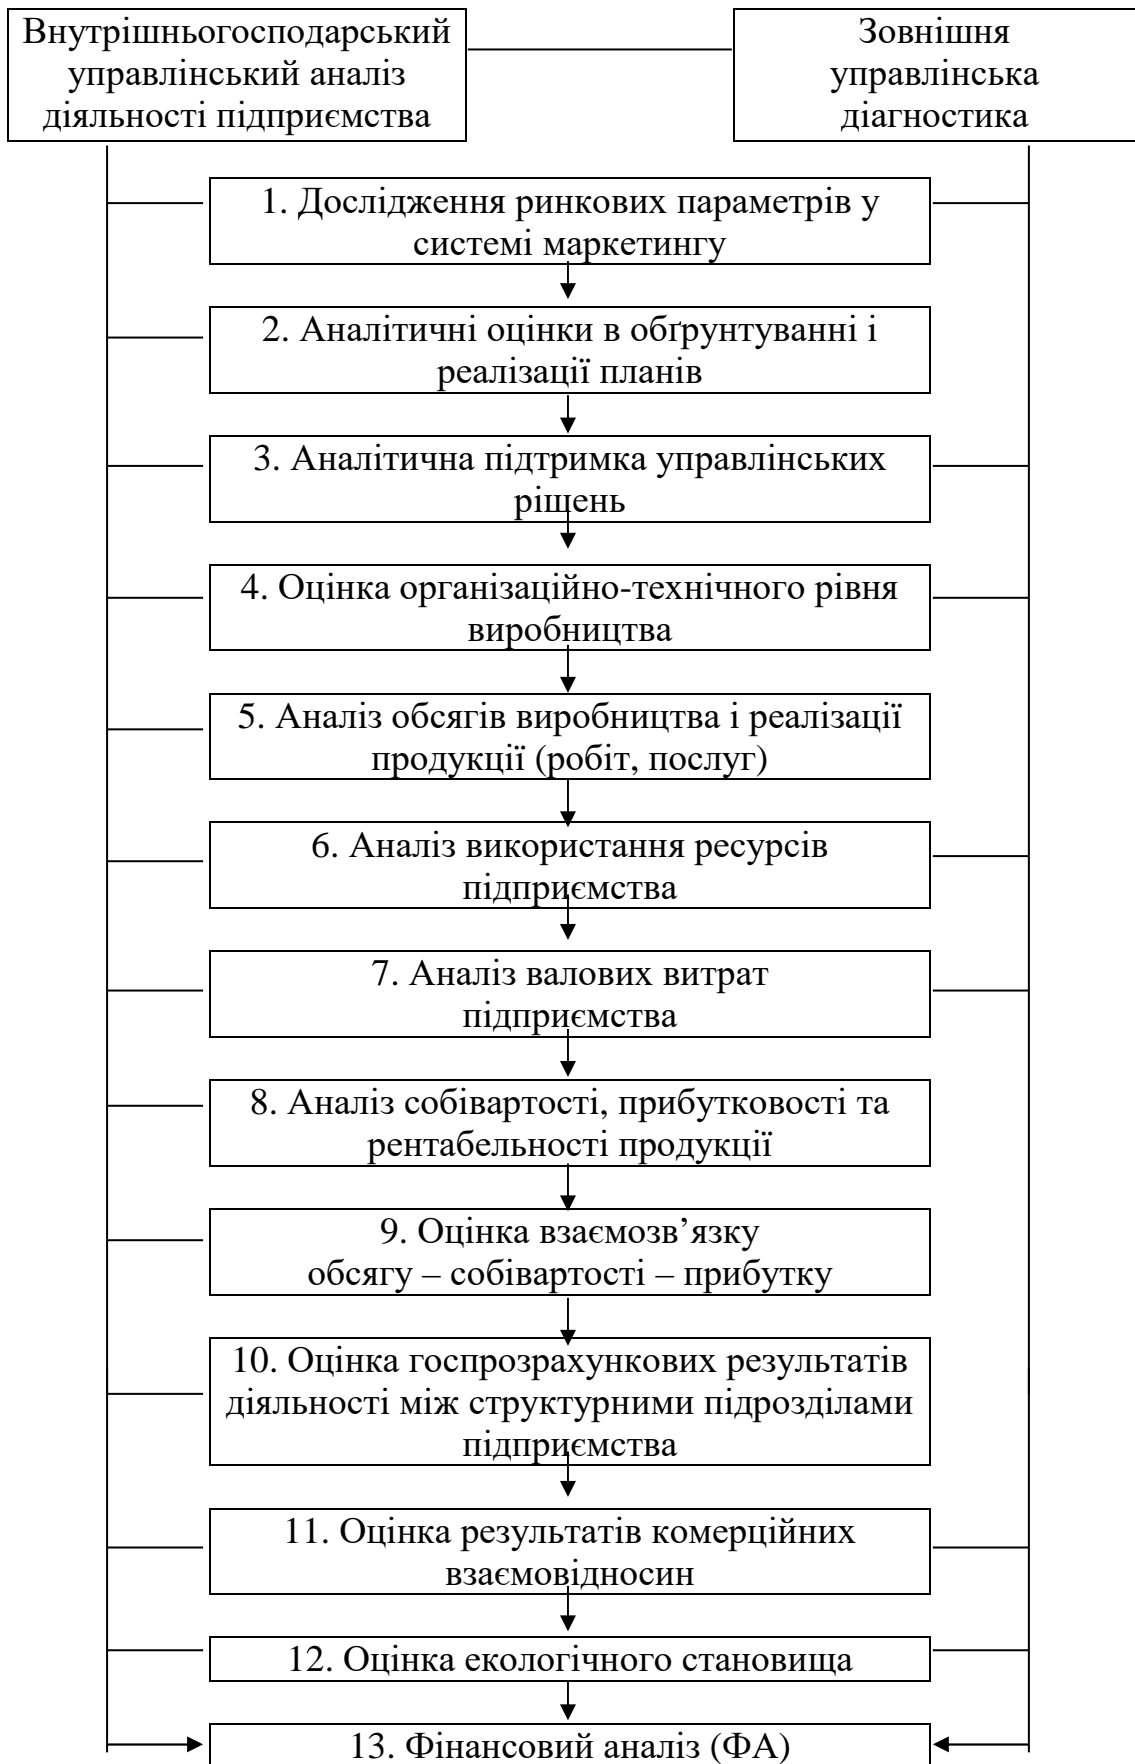 Внутрішньогосподарський
управлінський аналіз
діяльності підприємства
Зовнішня
управлінська
діагностика
1. Дослідження ринкових параметрів у
системі маркетингу
2. Аналітичні оцінки в обґрунтуванні і
реалізації планів
3. Аналітична підтримка управлінських
рішень
4. Оцінка організаційно-технічного рівня
виробництва
5. Аналіз обсягів виробництва і реалізації
продукції (робіт, послуг)
6. Аналіз використання ресурсів
підприємства
7. Аналіз валових витрат
підприємства
8. Аналіз собівартості, прибутковості та
рентабельності продукції
9. Оцінка взаємозв’язку
обсягу – собівартості – прибутку
10. Оцінка госпрозрахункових результатів
діяльності між структурними підрозділами
підприємства
11. Оцінка результатів комерційних
взаємовідносин
12. Оцінка екологічного становища
13. Фінансовий аналіз (ФА)